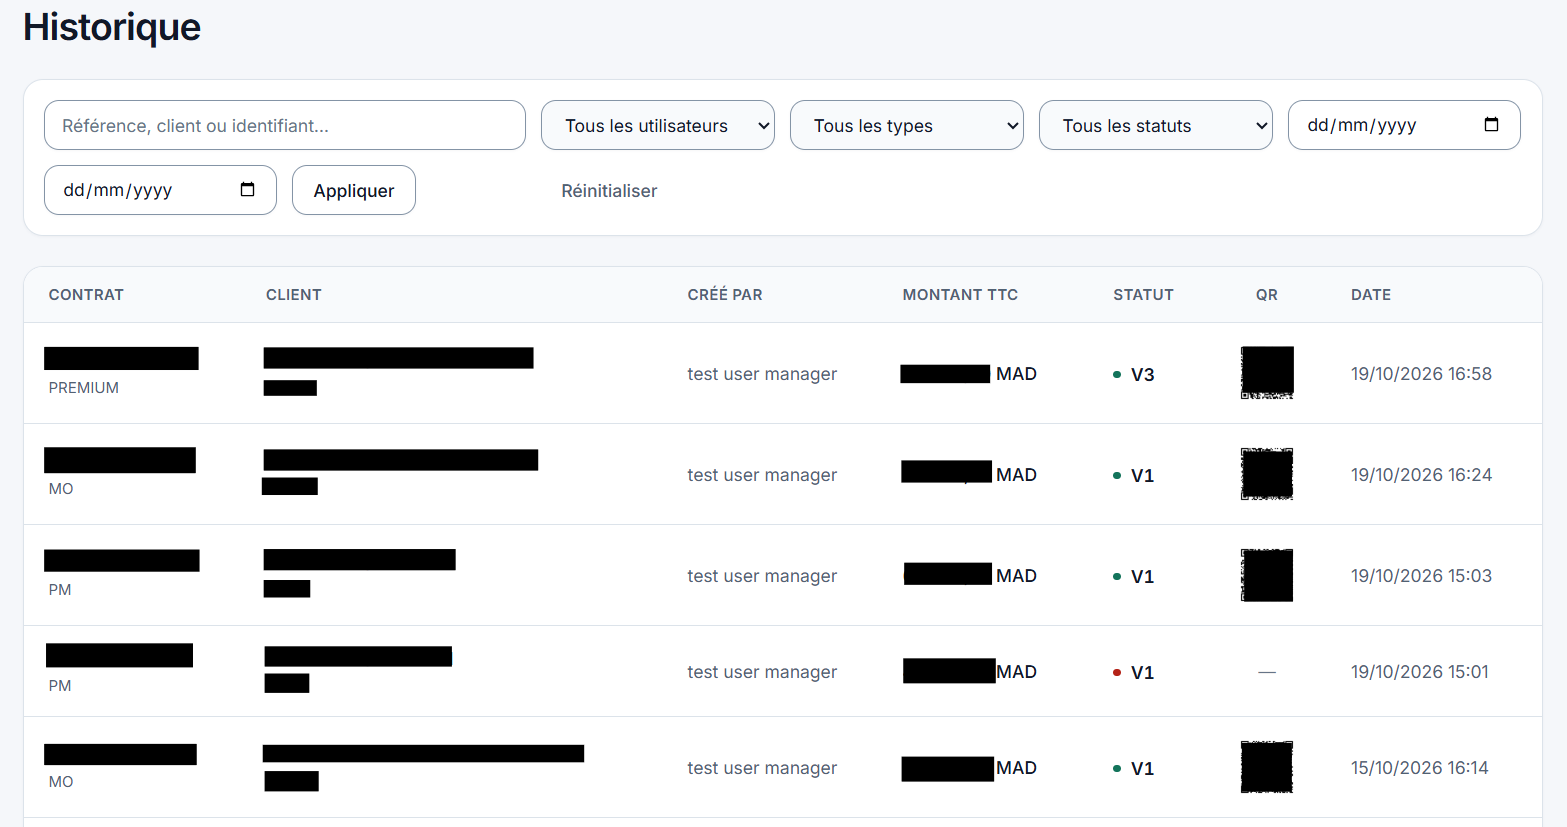 Historique
Référence, client ou identifiant... Tous les utilisateurs Tous les types Tous les statuts dd/mm/yyyy
dd/mm/yyyy Appliquer Réinitialiser
CONTRAT CLIENT CRÉÉ PAR MONTANT TTC STATUT QR DATE
test user manager MAD V3 19/10/2026 16:58
PREMIUM
test user manager MAD V1 19/10/2026 16:24
MO
test user manager MAD V1 19/10/2026 15:03
PM
test user manager MAD V1 — 19/10/2026 15:01
PM
test user manager MAD V1 15/10/2026 16:14
MO